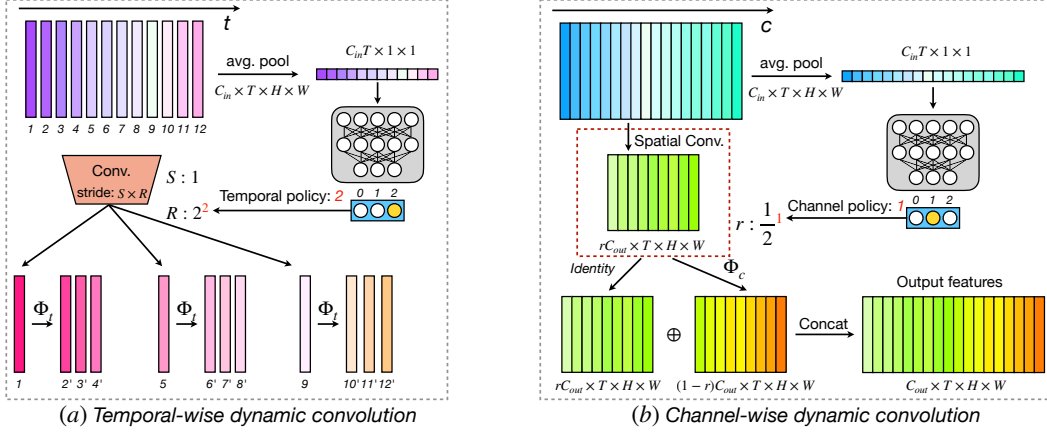 t
avg. pool
C_in × T × H × W
C_inT × 1 × 1
1 2 3 4 5 6 7 8 9 10 11 12
Conv.
stride: S × R
S : 1
R : 2^2
Temporal policy: 2
0 1 2
Φ_t
Φ_t
Φ_t
1 2' 3' 4' 5 6' 7' 8' 9 10' 11' 12'
(a) Temporal-wise dynamic convolution
c
avg. pool
C_in × T × H × W
C_inT × 1 × 1
Spatial Conv.
rC_out × T × H × W
0 1 2
Channel policy: 1
r : 1/2^1
Identity
Φ_c
Output features
⊕
Concat
rC_out × T × H × W
(1 − r)C_out × T × H × W
C_out × T × H × W
(b) Channel-wise dynamic convolution